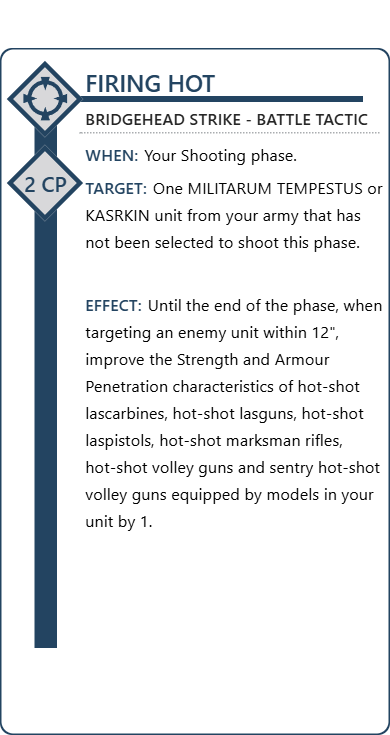 FIRING HOT
BRIDGEHEAD STRIKE - BATTLE TACTIC
WHEN: Your Shooting phase.
2 CP
TARGET: One MILITARUM TEMPESTUS or
KASRKIN unit from your army that has
not been selected to shoot this phase.
EFFECT: Until the end of the phase, when
targeting an enemy unit within 12",
improve the Strength and Armour
Penetration characteristics of hot-shot
lascarbines, hot-shot lasguns, hot-shot
laspistols, hot-shot marksman rifles,
hot-shot volley guns and sentry hot-shot
volley guns equipped by models in your
unit by 1.